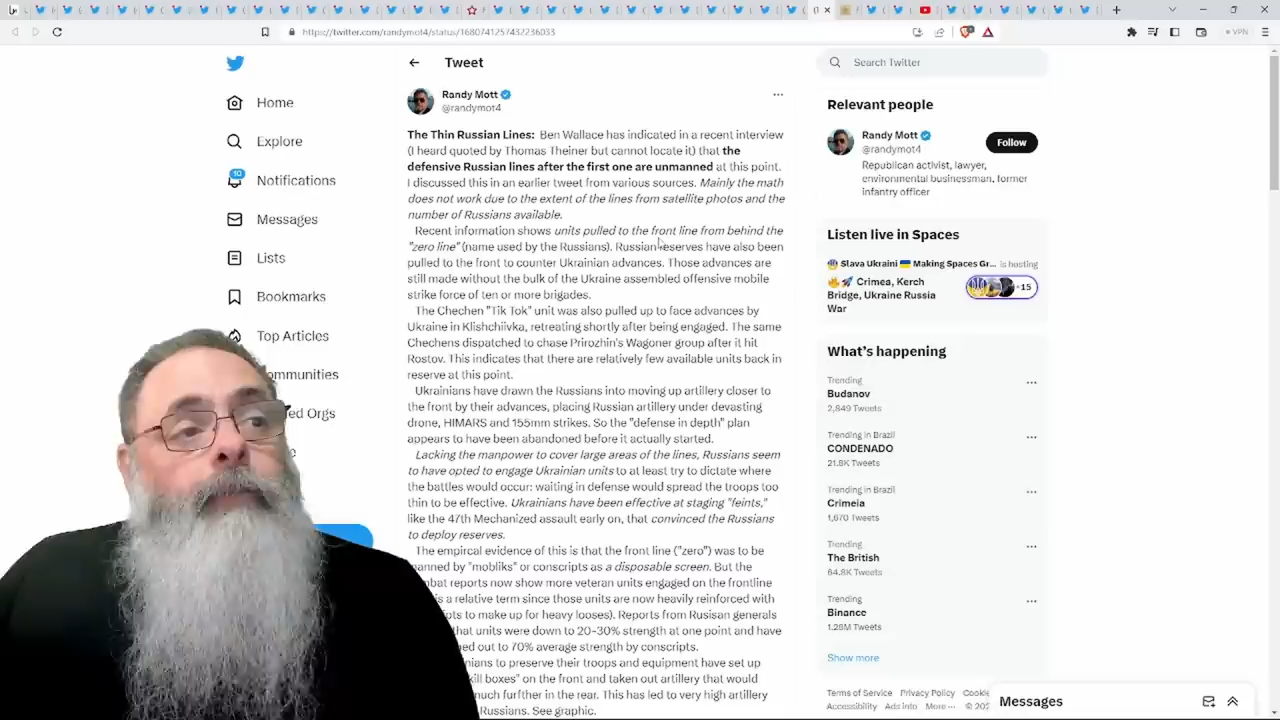 https://twitter.com/randymot4/status/1680741257437236033
VPN
Home
Explore
10
Notifications
Messages
Lists
Bookmarks
Top Articles
ommunities
ed Orgs
Tweet
Randy Mott
@randymot4
The Thin Russian Lines: Ben Wallace has indicated in a recent interview
(I heard quoted by Thomas Theiner but cannot locate it) that the
defensive Russian lines after the first one are unmanned at this point.
I discussed this in an earlier tweet from various sources. Mainly the math
does not work due to the extent of the lines from satellite photos and the
number of Russians available.
Recent information shows units pulled to the front line from behind the
"zero line" (name used by the Russians). Russian reserves have also been
pulled to the front to counter Ukrainian advances. Those advances are
still made without the bulk of the Ukraine assembled offensive mobile
strike force of ten or more brigades.
The Chechen "Tik Tok" unit was also pulled up to face advances by
Ukraine in Klishchiivka, retreating shortly after being engaged. The same
Chechens dispatched to chase Prirozhin's Wagoner group after it hit
Rostov. This indicates that there are relatively few available units back in
reserve at this point.
Ukrainians have drawn the Russians into moving up artillery closer to
the front by their advances, placing Russian artillery under devasting
drone, HIMARS and 155mm strikes. So the "defense in depth" plan
appears to have been abandoned before it actually started.
Lacking the manpower to cover large areas of the lines, Russians seem
to have opted to engage Ukrainian units to at least try to dictate where
the battles would occur: waiting in defense would spread the troops too
thin to be effective. Ukrainians have been effective at staging "feints,"
like the 47th Mechanized assault early on, that convinced the Russians
to deploy reserves.
The empirical evidence of this is that the front line ("zero") was to be
anned by "mobliks" or conscripts as a disposable screen. But the
mbat reports now show more veteran units engaged on the frontline
is a relative term since those units are now heavily reinforced with
pts to make up for heavy looses). Reports from Rusisan generals
that units were down to 20-30% strength at one point and have
ed out to 70% average strength by conscripts.
nians to preserve their troops and equipment have set up
kill boxes" on the front and taken out artillery that would
much further in the rear. This has led to very high artillery
Russians. See graphic.
Search Twitter
Relevant people
Randy Mott
@randymot4
Follow
Republican activist, lawyer,
environmental businessman, former
infantry officer
Listen live in Spaces
Slava Ukraini Making Spaces Gr... is hosting
Crimea, Kerch
Bridge, Ukraine Russia
War
+15
What's happening
Trending
Budanov
2,849 Tweets
Trending in Brazil
CONDENADO
21.8K Tweets
Trending in Brazil
Crimeia
1,670 Tweets
Trending
The British
64.8K Tweets
Trending
Binance
1.28M Tweets
Show more
Terms of Service Privacy Policy Cookie
Accessibility Ads info More ··· © 202
Messages